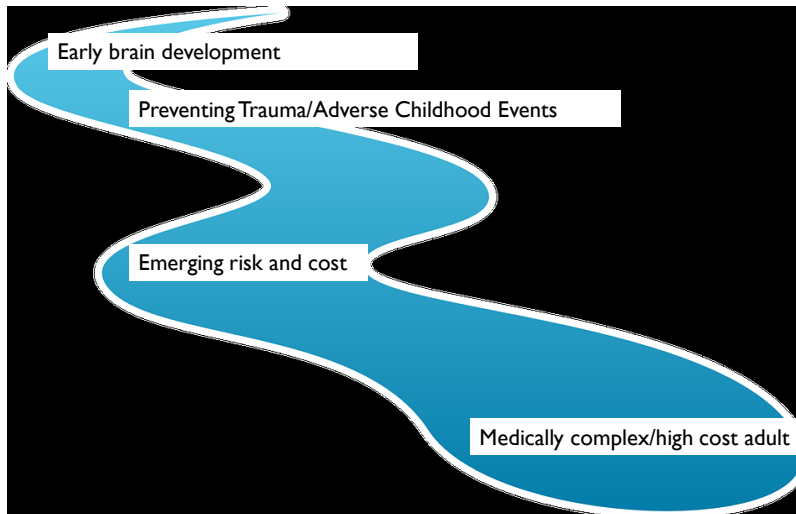 Early brain development
Preventing Trauma/Adverse Childhood Events
Emerging risk and cost
Medically complex/high cost adult